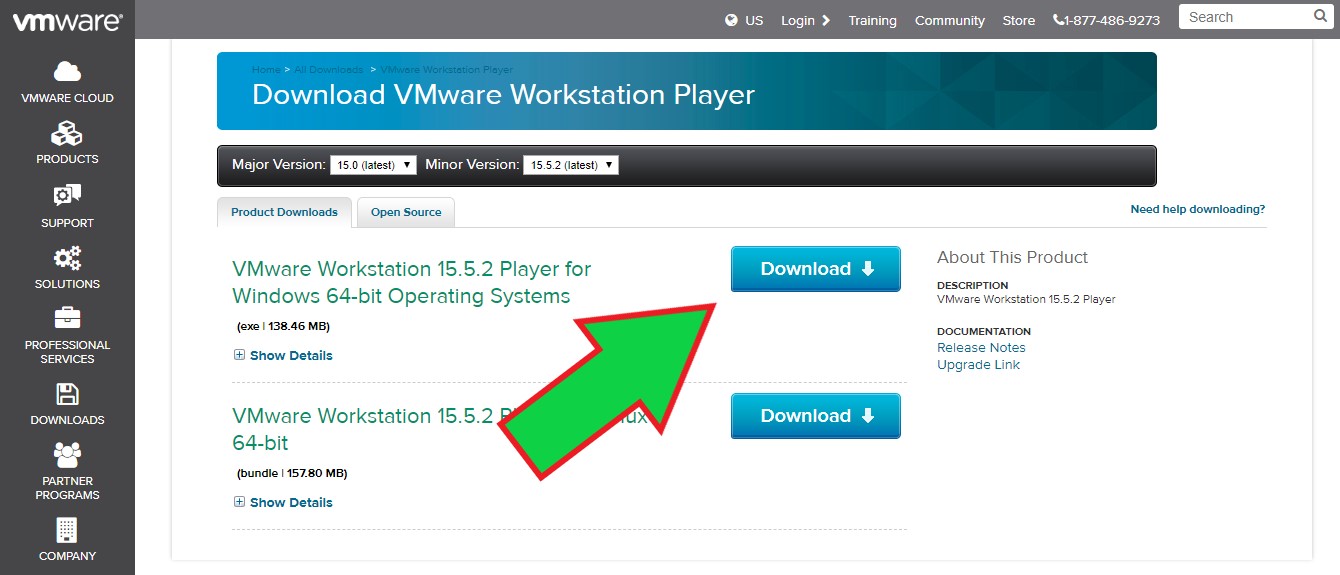 vmware
US Login Training Community Store 1-877-486-9273 Search
VMWARE CLOUD
PRODUCTS
SUPPORT
SOLUTIONS
PROFESSIONAL
SERVICES
DOWNLOADS
PARTNER
PROGRAMS
COMPANY
Home > All Downloads > VMware Workstation Player
Download VMware Workstation Player
Major Version: 15.0 (latest) Minor Version: 15.5.2 (latest)
Product Downloads Open Source
Need help downloading?
VMware Workstation 15.5.2 Player for
Windows 64-bit Operating Systems
(exe | 138.46 MB)
Show Details
Download
VMware Workstation 15.5.2
64-bit
(bundle | 157.80 MB)
Show Details
Download
About This Product
DESCRIPTION
VMware Workstation 15.5.2 Player
DOCUMENTATION
Release Notes
Upgrade Link